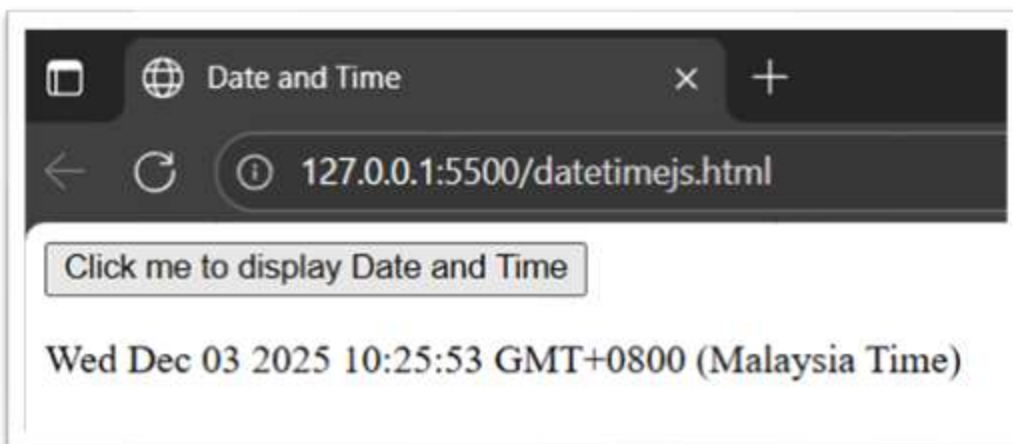 Date and Time
127.0.0.1:5500/datetimejs.html
Click me to display Date and Time
Wed Dec 03 2025 10:25:53 GMT+0800 (Malaysia Time)